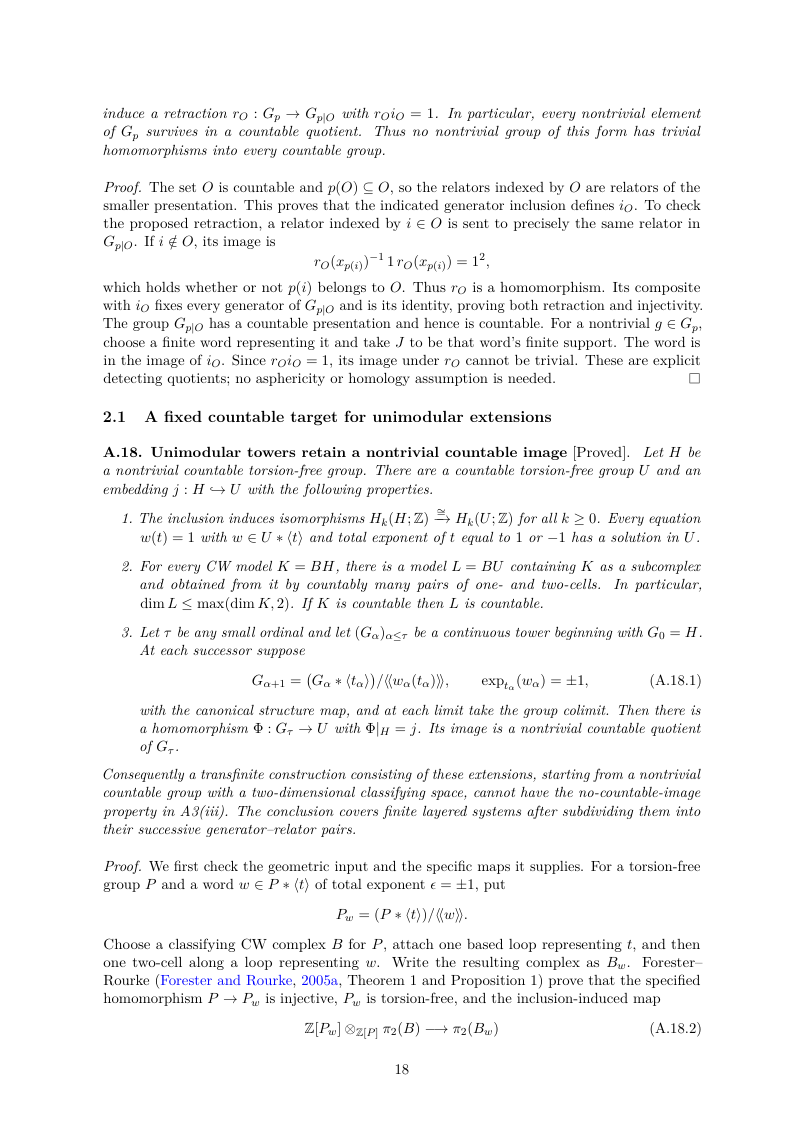 induce a retraction r_O : G_p → G_{p|O} with r_O i_O = 1. In particular, every nontrivial element
of G_p survives in a countable quotient. Thus no nontrivial group of this form has trivial
homomorphisms into every countable group.
Proof. The set O is countable and p(O) ⊆ O, so the relators indexed by O are relators of the
smaller presentation. This proves that the indicated generator inclusion defines i_O. To check
the proposed retraction, a relator indexed by i ∈ O is sent to precisely the same relator in
G_{p|O}. If i ∉ O, its image is
r_O(x_{p(i)})^{-1} 1 r_O(x_{p(i)}) = 1^2,
which holds whether or not p(i) belongs to O. Thus r_O is a homomorphism. Its composite
with i_O fixes every generator of G_{p|O} and is its identity, proving both retraction and injectivity.
The group G_{p|O} has a countable presentation and hence is countable. For a nontrivial g ∈ G_p,
choose a finite word representing it and take J to be that word's finite support. The word is
in the image of i_O. Since r_O i_O = 1, its image under r_O cannot be trivial. These are explicit
detecting quotients; no asphericity or homology assumption is needed. □
2.1 A fixed countable target for unimodular extensions
A.18. Unimodular towers retain a nontrivial countable image [Proved]. Let H be
a nontrivial countable torsion-free group. There are a countable torsion-free group U and an
embedding j : H ↪ U with the following properties.
1. The inclusion induces isomorphisms H_k(H; ℤ) ≅→ H_k(U; ℤ) for all k ≥ 0. Every equation
w(t) = 1 with w ∈ U ∗ ⟨t⟩ and total exponent of t equal to 1 or −1 has a solution in U.
2. For every CW model K = BH, there is a model L = BU containing K as a subcomplex
and obtained from it by countably many pairs of one- and two-cells. In particular,
dim L ≤ max(dim K, 2). If K is countable then L is countable.
3. Let τ be any small ordinal and let (G_α)_{α≤τ} be a continuous tower beginning with G_0 = H.
At each successor suppose
G_{α+1} = (G_α ∗ ⟨t_α⟩)/⟨⟨w_α(t_α)⟩⟩, exp_{t_α}(w_α) = ±1, (A.18.1)
with the canonical structure map, and at each limit take the group colimit. Then there is
a homomorphism Φ : G_τ → U with Φ|_H = j. Its image is a nontrivial countable quotient
of G_τ.
Consequently a transfinite construction consisting of these extensions, starting from a nontrivial
countable group with a two-dimensional classifying space, cannot have the no-countable-image
property in A3(iii). The conclusion covers finite layered systems after subdividing them into
their successive generator–relator pairs.
Proof. We first check the geometric input and the specific maps it supplies. For a torsion-free
group P and a word w ∈ P ∗ ⟨t⟩ of total exponent ϵ = ±1, put
P_w = (P ∗ ⟨t⟩)/⟨⟨w⟩⟩.
Choose a classifying CW complex B for P, attach one based loop representing t, and then
one two-cell along a loop representing w. Write the resulting complex as B_w. Forester–
Rourke (Forester and Rourke, 2005a, Theorem 1 and Proposition 1) prove that the specified
homomorphism P → P_w is injective, P_w is torsion-free, and the inclusion-induced map
ℤ[P_w] ⊗_{ℤ[P]} π_2(B) ⟶ π_2(B_w) (A.18.2)
18